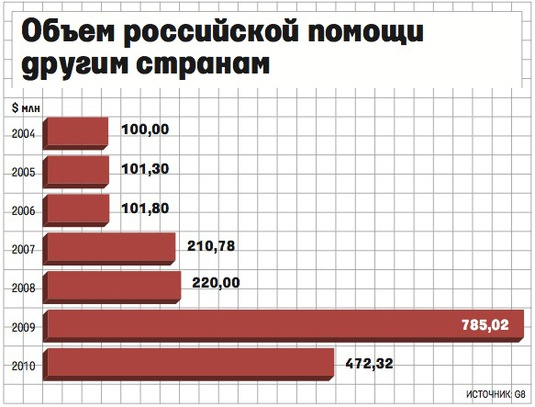 Объем российской помощи
другим странам
$ млн
2004 100,00
2005 101,30
2006 101,80
2007 210,78
2008 220,00
2009 785,02
2010 472,32
ИСТОЧНИК: G8